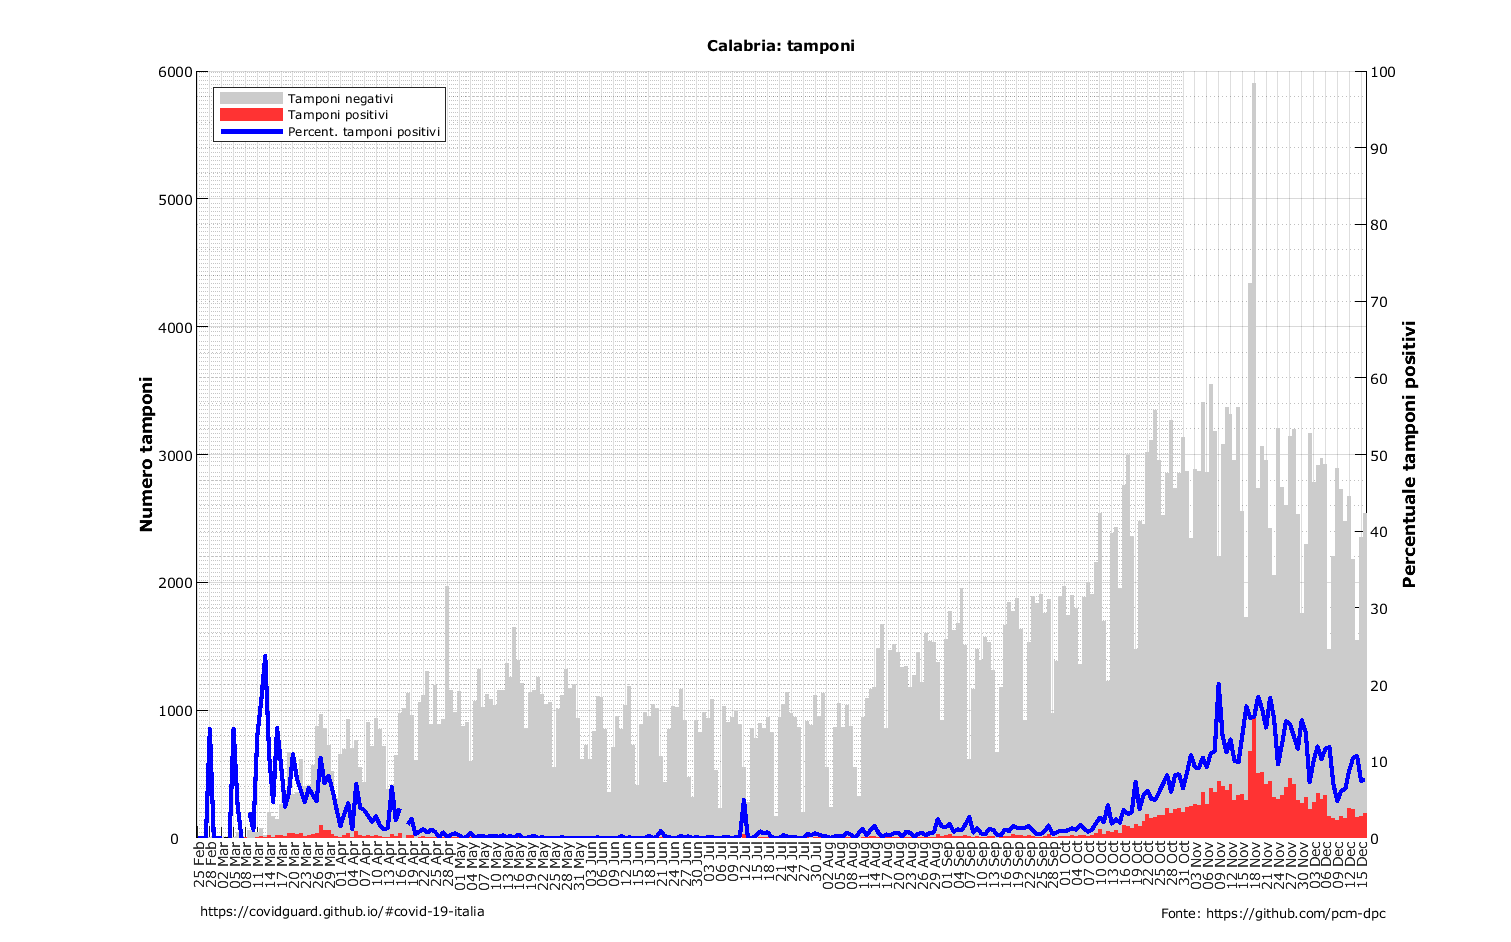 Calabria: tamponi
Tamponi negativi
Tamponi positivi
Percent. tamponi positivi
Numero tamponi
6000
5000
4000
3000
2000
1000
0
Percentuale tamponi positivi
100
90
80
70
60
50
40
30
20
10
0
25 Feb
28 Feb
02 Mar
05 Mar
08 Mar
11 Mar
14 Mar
17 Mar
20 Mar
23 Mar
26 Mar
29 Mar
01 Apr
04 Apr
07 Apr
10 Apr
13 Apr
16 Apr
19 Apr
22 Apr
25 Apr
28 Apr
01 May
04 May
07 May
10 May
13 May
16 May
19 May
22 May
25 May
28 May
31 May
03 Jun
06 Jun
09 Jun
12 Jun
15 Jun
18 Jun
21 Jun
24 Jun
27 Jun
30 Jun
03 Jul
06 Jul
09 Jul
12 Jul
15 Jul
18 Jul
21 Jul
24 Jul
27 Jul
30 Jul
02 Aug
05 Aug
08 Aug
11 Aug
14 Aug
17 Aug
20 Aug
23 Aug
26 Aug
29 Aug
01 Sep
04 Sep
07 Sep
10 Sep
13 Sep
16 Sep
19 Sep
22 Sep
25 Sep
28 Sep
01 Oct
04 Oct
07 Oct
10 Oct
13 Oct
16 Oct
19 Oct
22 Oct
25 Oct
28 Oct
31 Oct
03 Nov
06 Nov
09 Nov
12 Nov
15 Nov
18 Nov
21 Nov
24 Nov
27 Nov
30 Nov
03 Dec
06 Dec
09 Dec
12 Dec
15 Dec
https://covidguard.github.io/#covid-19-italia
Fonte: https://github.com/pcm-dpc